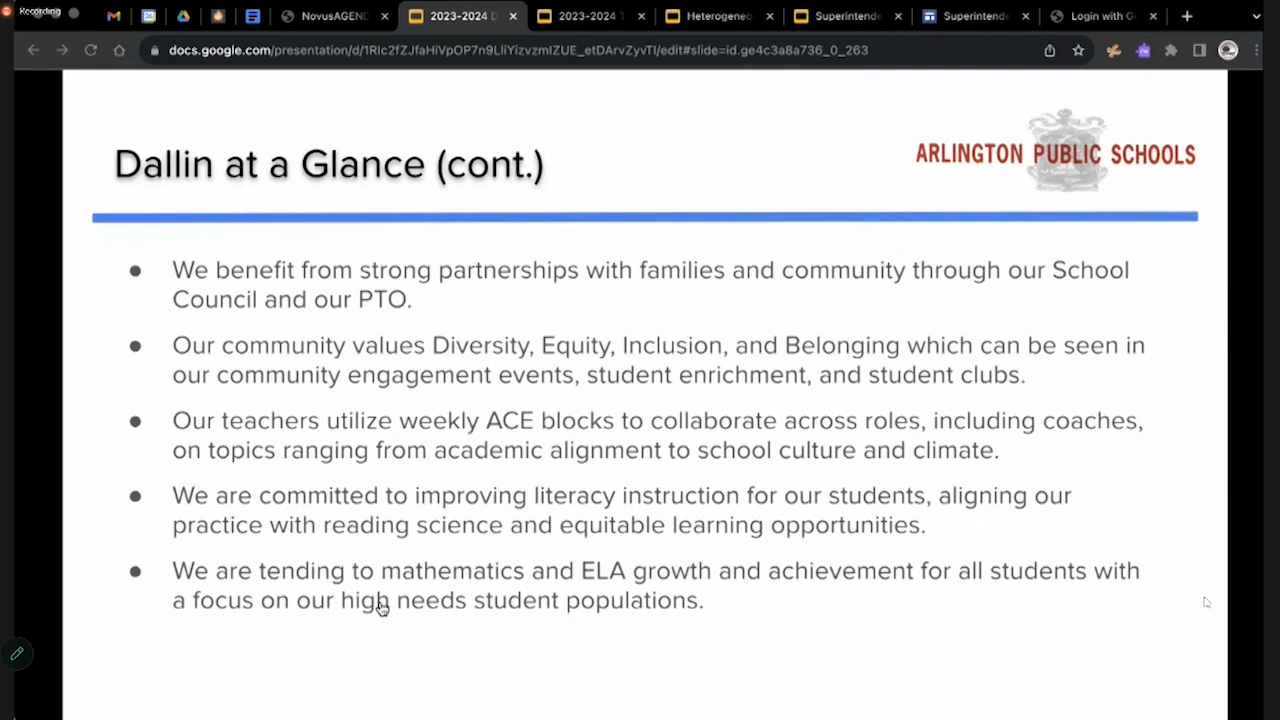 Recording
NovusAGEND
2023-2024 D
2023-2024 T
Heterogeneo
Superintende
Superintende
Login with Go
docs.google.com/presentation/d/1RIc2fZJfaHiVpOP7n9LliYizvzmIZUE_etDArvZyvTI/edit#slide=id.ge4c3a8a736_0_263
Dallin at a Glance (cont.)
ARLINGTON PUBLIC SCHOOLS
● We benefit from strong partnerships with families and community through our School
Council and our PTO.
● Our community values Diversity, Equity, Inclusion, and Belonging which can be seen in
our community engagement events, student enrichment, and student clubs.
● Our teachers utilize weekly ACE blocks to collaborate across roles, including coaches,
on topics ranging from academic alignment to school culture and climate.
● We are committed to improving literacy instruction for our students, aligning our
practice with reading science and equitable learning opportunities.
● We are tending to mathematics and ELA growth and achievement for all students with
a focus on our high needs student populations.